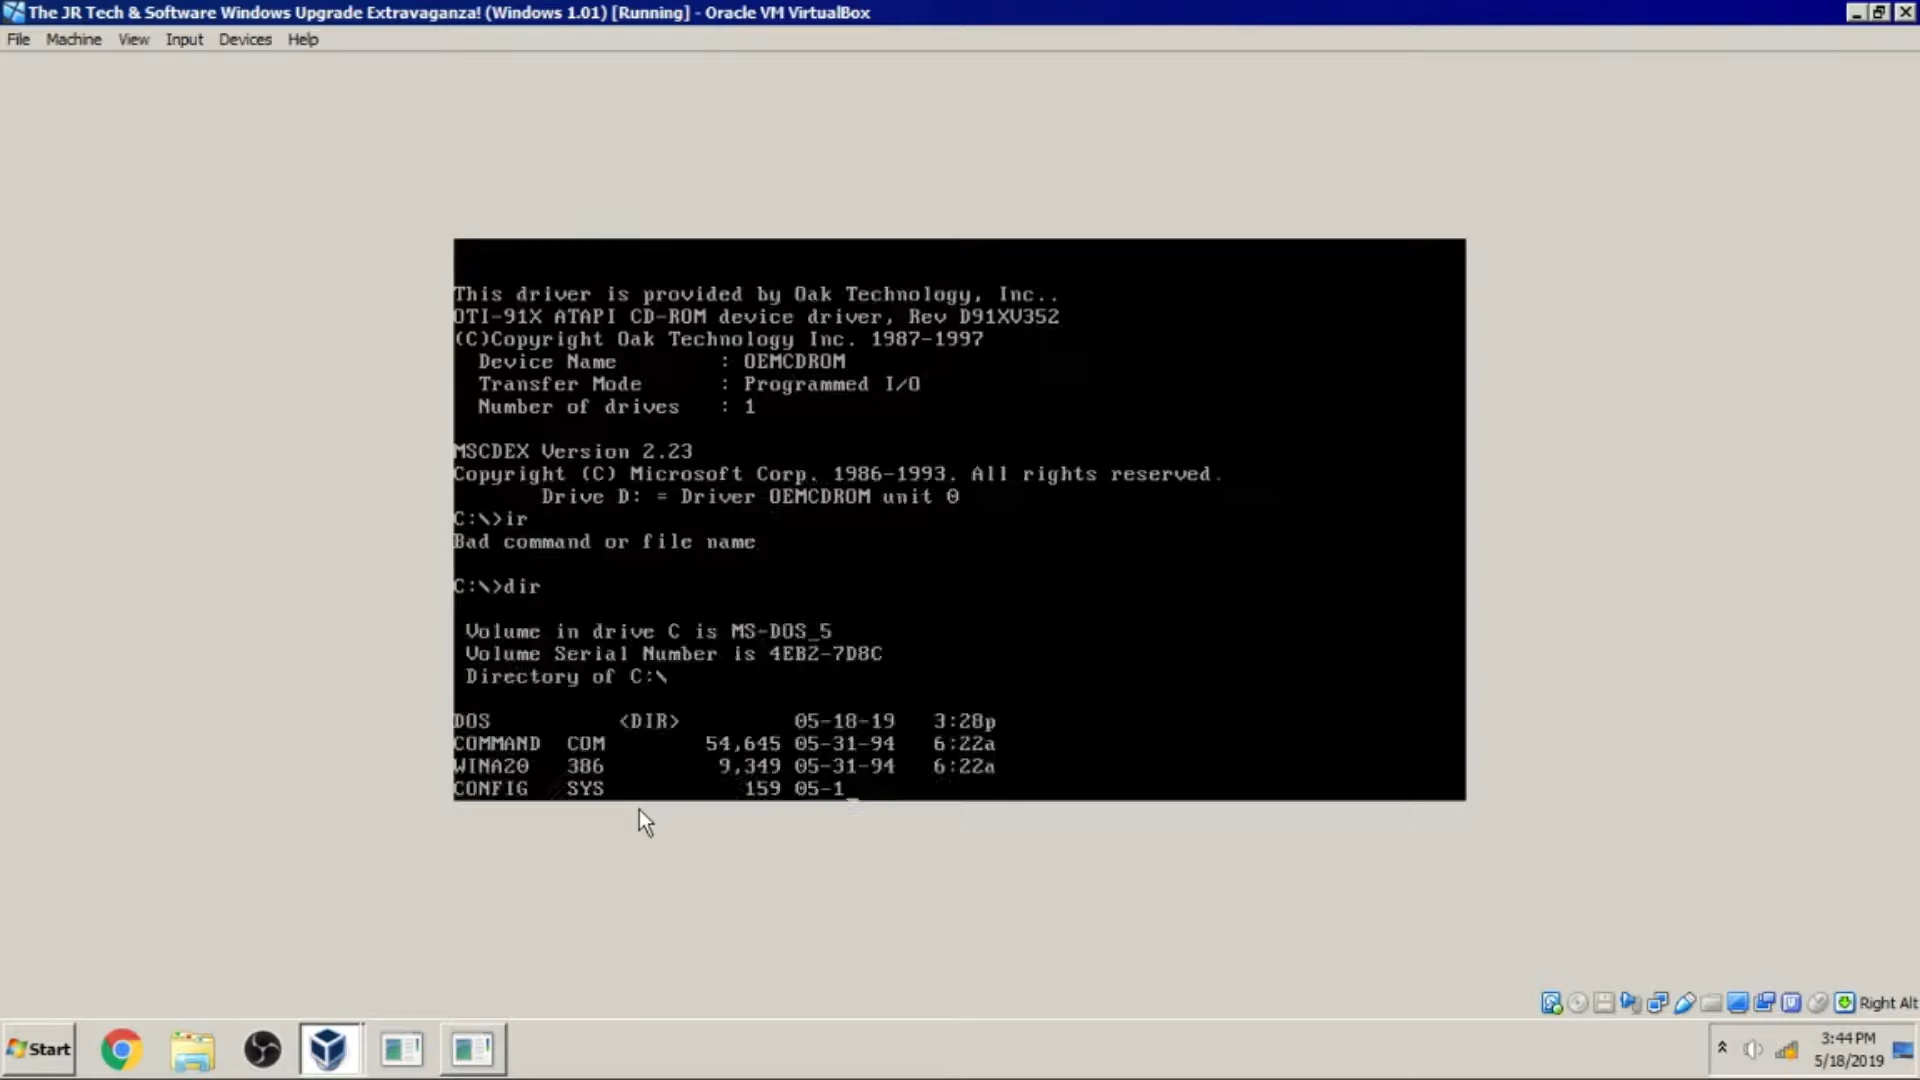 The JR Tech & Software Windows Upgrade Extravaganza! (Windows 1.01) [Running] - Oracle VM VirtualBox
File Machine View Input Devices Help
This driver is provided by Oak Technology, Inc..
OTI-91X ATAPI CD-ROM device driver, Rev D91XV352
(C)Copyright Oak Technology Inc. 1987-1997
Device Name : OEMCDROM
Transfer Mode : Programmed I/O
Number of drives : 1
MSCDEX Version 2.23
Copyright (C) Microsoft Corp. 1986-1993. All rights reserved.
Drive D: = Driver OEMCDROM unit 0
C:\>ir
Bad command or file name
C:\>dir
Volume in drive C is MS-DOS_5
Volume Serial Number is 4EB2-7D8C
Directory of C:\
DOS <DIR> 05-18-19 3:28p
COMMAND COM 54,645 05-31-94 6:22a
WINA20 386 9,349 05-31-94 6:22a
CONFIG SYS 159 05-1_
Right Alt
Start
3:44 PM
5/18/2019